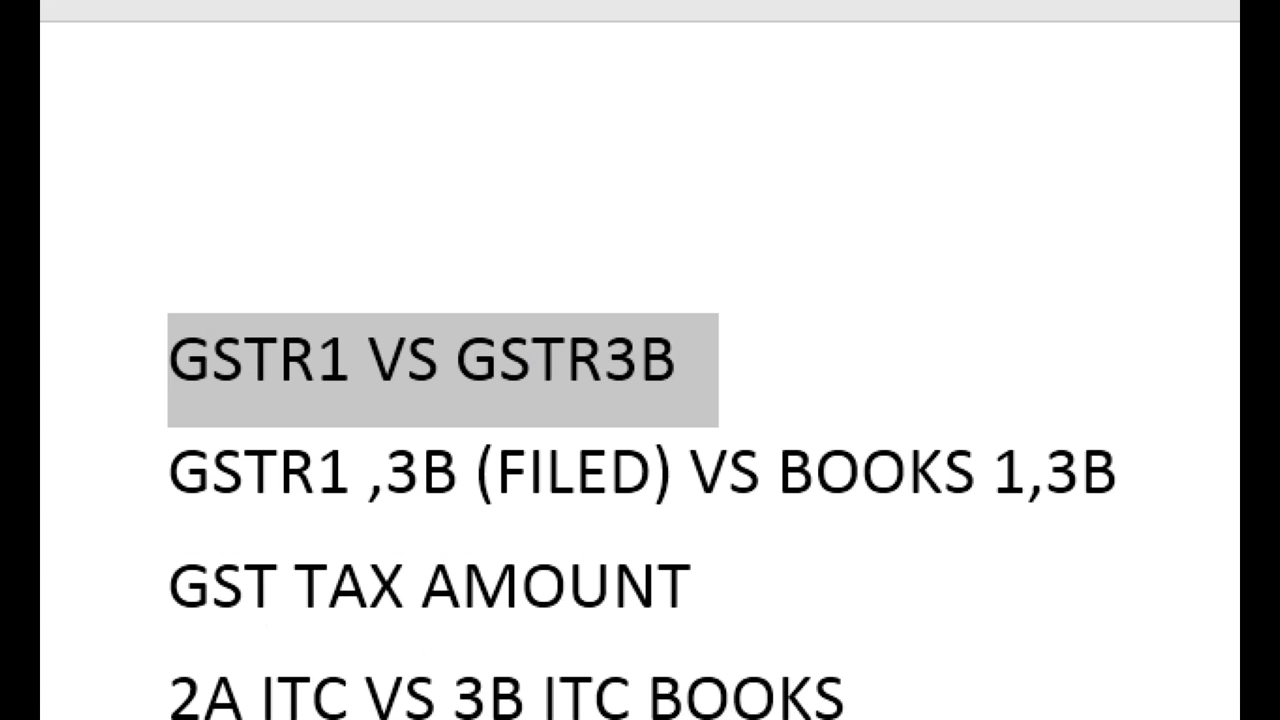 GSTR1 VS GSTR3B
GSTR1 ,3B (FILED) VS BOOKS 1,3B
GST TAX AMOUNT
2A ITC VS 3B ITC BOOKS